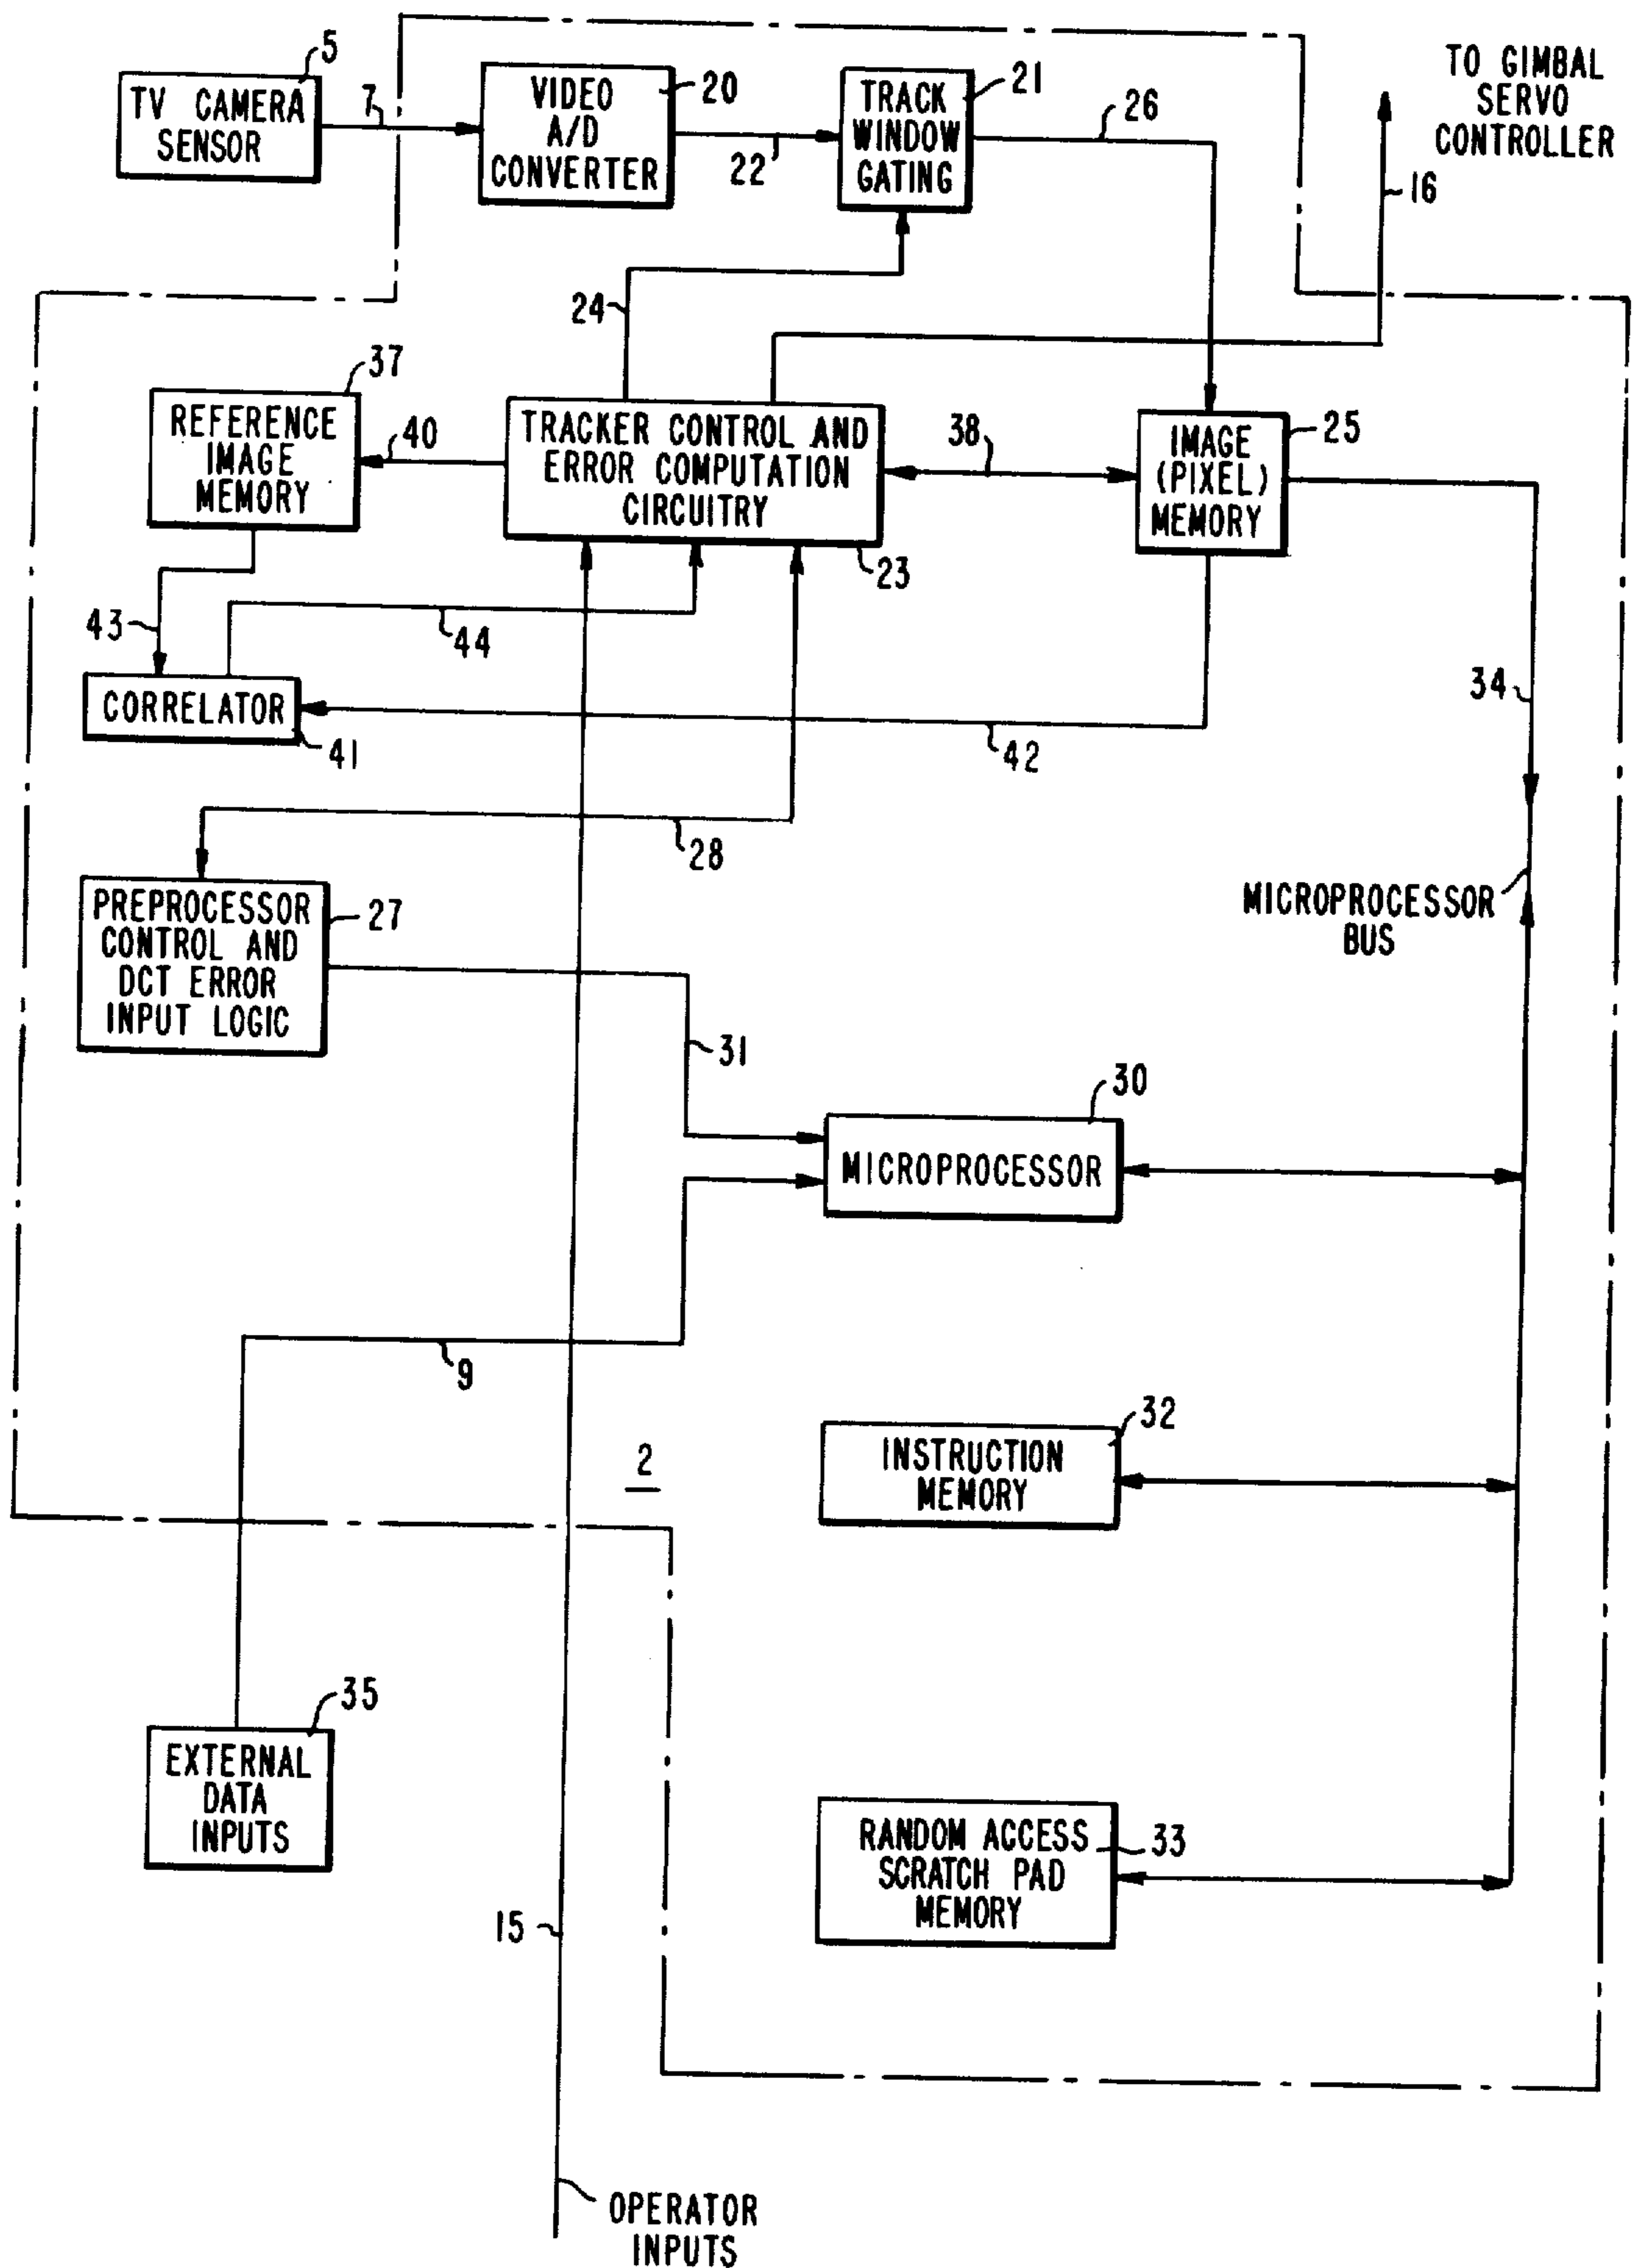 5
TV CAMERA
SENSOR
7
VIDEO
A/D
CONVERTER
20
22
TRACK
WINDOW
GATING
21
26
TO GIMBAL
SERVO
CONTROLLER
16
24
37
REFERENCE
IMAGE
MEMORY
40
TRACKER CONTROL AND
ERROR COMPUTATION
CIRCUITRY
23
38
IMAGE
(PIXEL)
MEMORY
25
43
44
CORRELATOR
41
42
34
28
MICROPROCESSOR
BUS
PREPROCESSOR
CONTROL AND
DCT ERROR
INPUT LOGIC
27
31
30
MICROPROCESSOR
9
2
32
INSTRUCTION
MEMORY
35
EXTERNAL
DATA
INPUTS
RANDOM ACCESS
SCRATCH PAD
MEMORY
33
15
OPERATOR
INPUTS